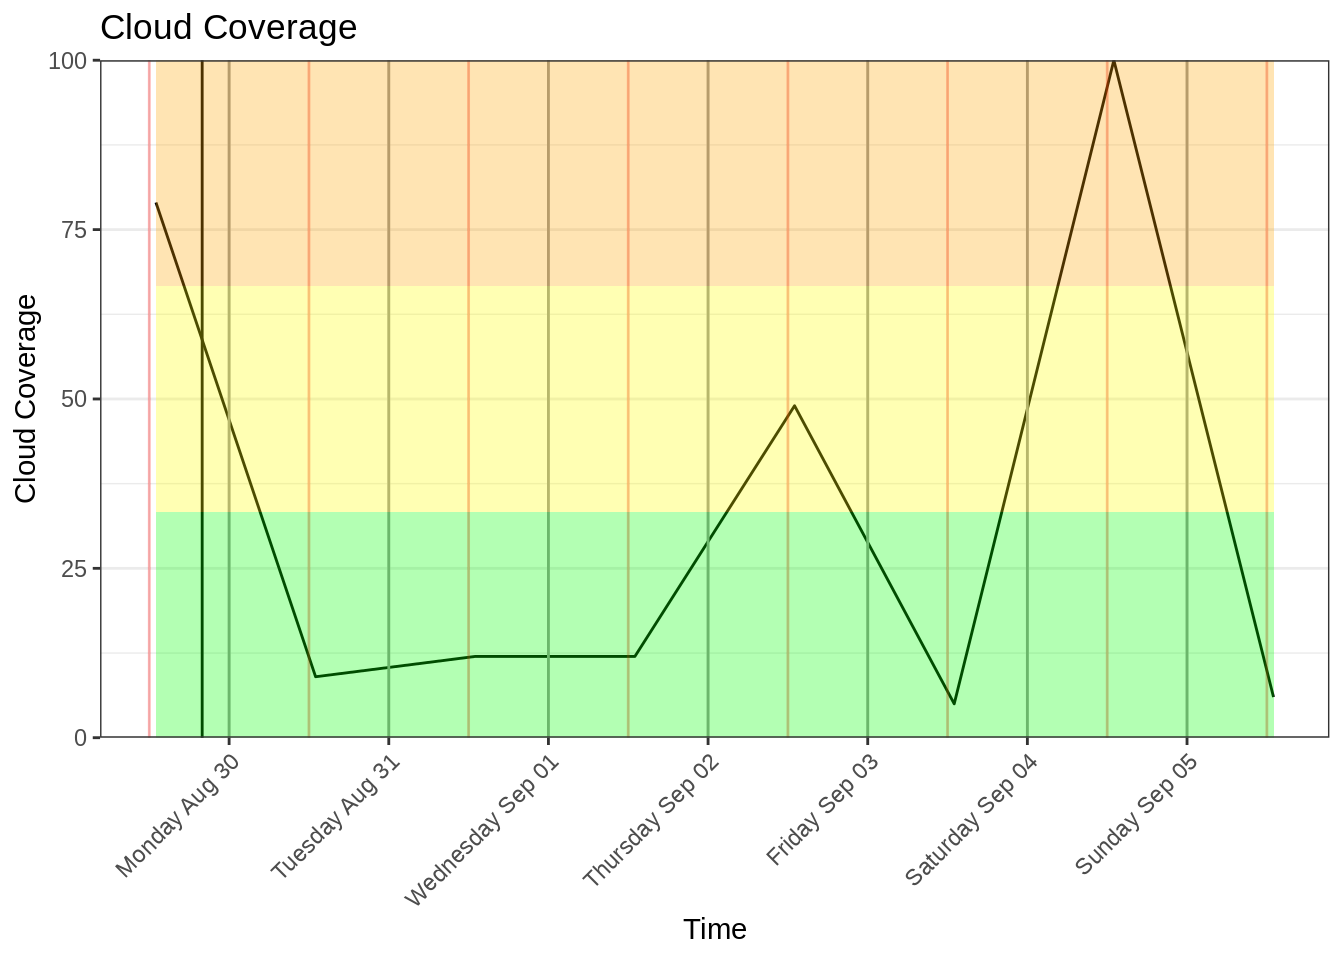 Cloud Coverage
100
75
50
25
0
Cloud Coverage
Monday Aug 30
Tuesday Aug 31
Wednesday Sep 01
Thursday Sep 02
Friday Sep 03
Saturday Sep 04
Sunday Sep 05
Time